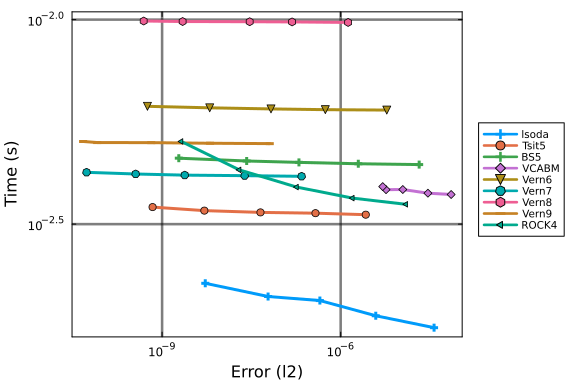 10^-2.0
10^-2.5
Time (s)
10^-9
10^-6
Error (l2)
lsoda
Tsit5
BS5
VCABM
Vern6
Vern7
Vern8
Vern9
ROCK4